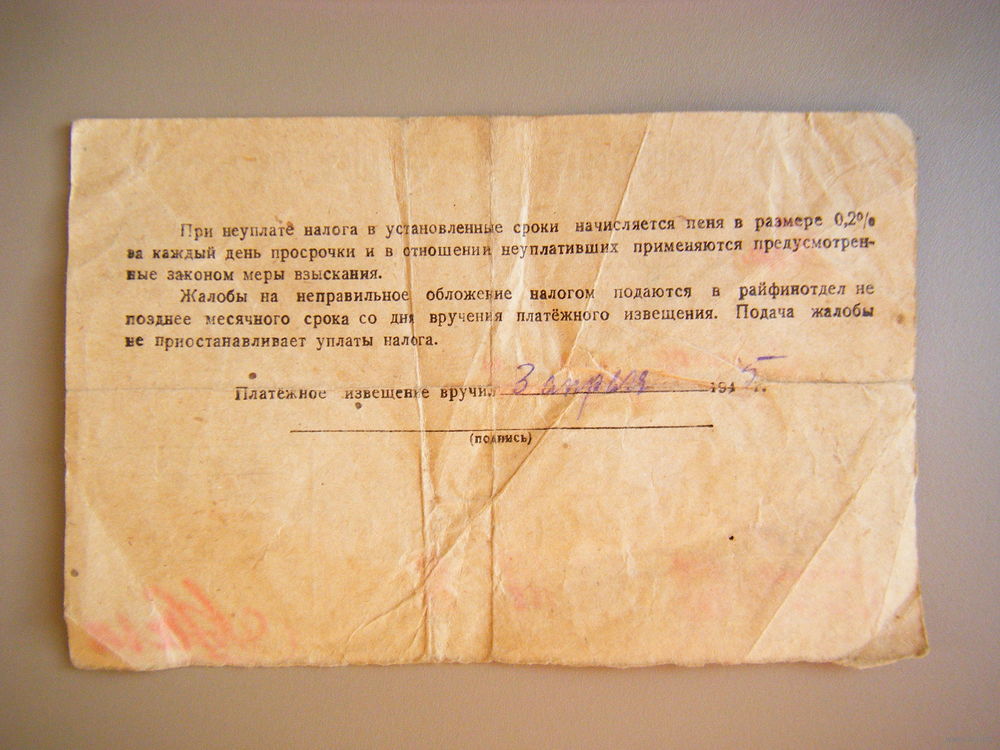 При неуплате налога в установленные сроки начисляется пеня в размере 0,2%
за каждый день просрочки и в отношении неуплативших применяются предусмотрен-
ные законом меры взыскания.
Жалобы на неправильное обложение налогом подаются в райфинотдел не
позднее месячного срока со дня вручения платёжного извещения. Подача жалобы
не приостанавливает уплаты налога.
Платёжное извещение вручил 3 апреля 1945 г.
(подпись)